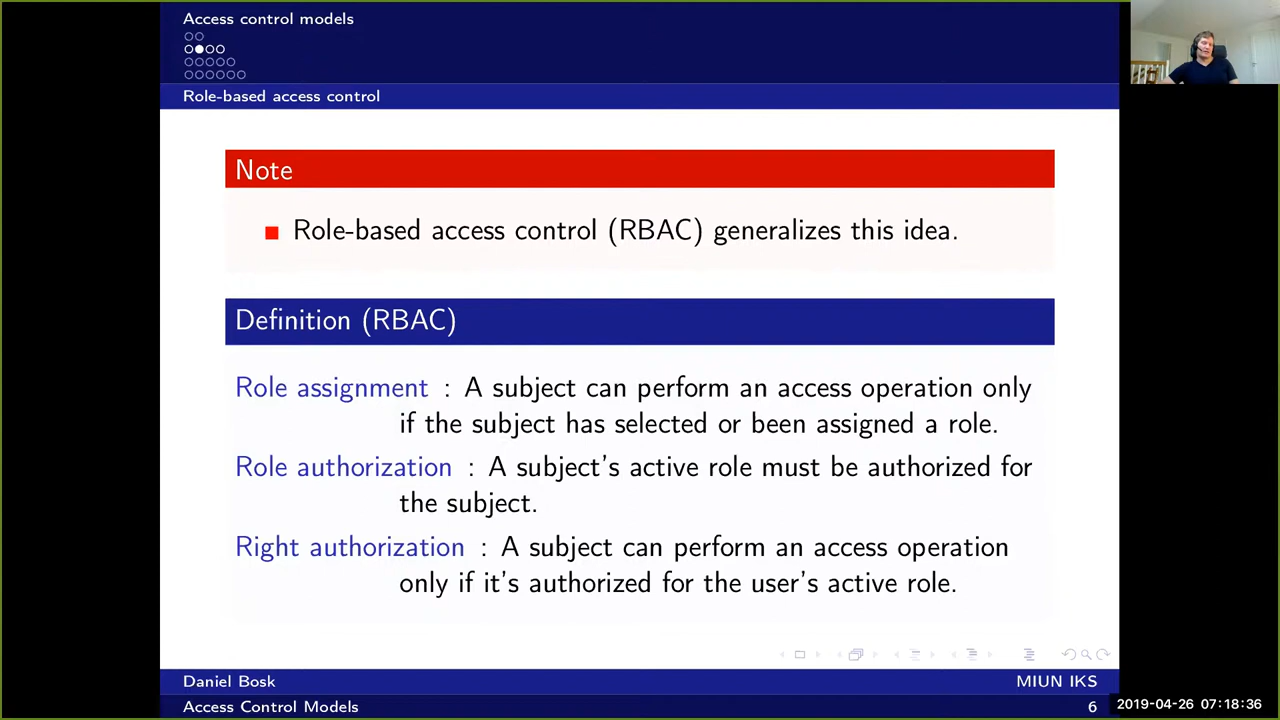 Access control models
Role-based access control
Note
Role-based access control (RBAC) generalizes this idea.
Definition (RBAC)
Role assignment : A subject can perform an access operation only
if the subject has selected or been assigned a role.
Role authorization : A subject's active role must be authorized for
the subject.
Right authorization : A subject can perform an access operation
only if it's authorized for the user's active role.
Daniel Bosk MIUN IKS
Access Control Models 6
2019-04-26 07:18:36